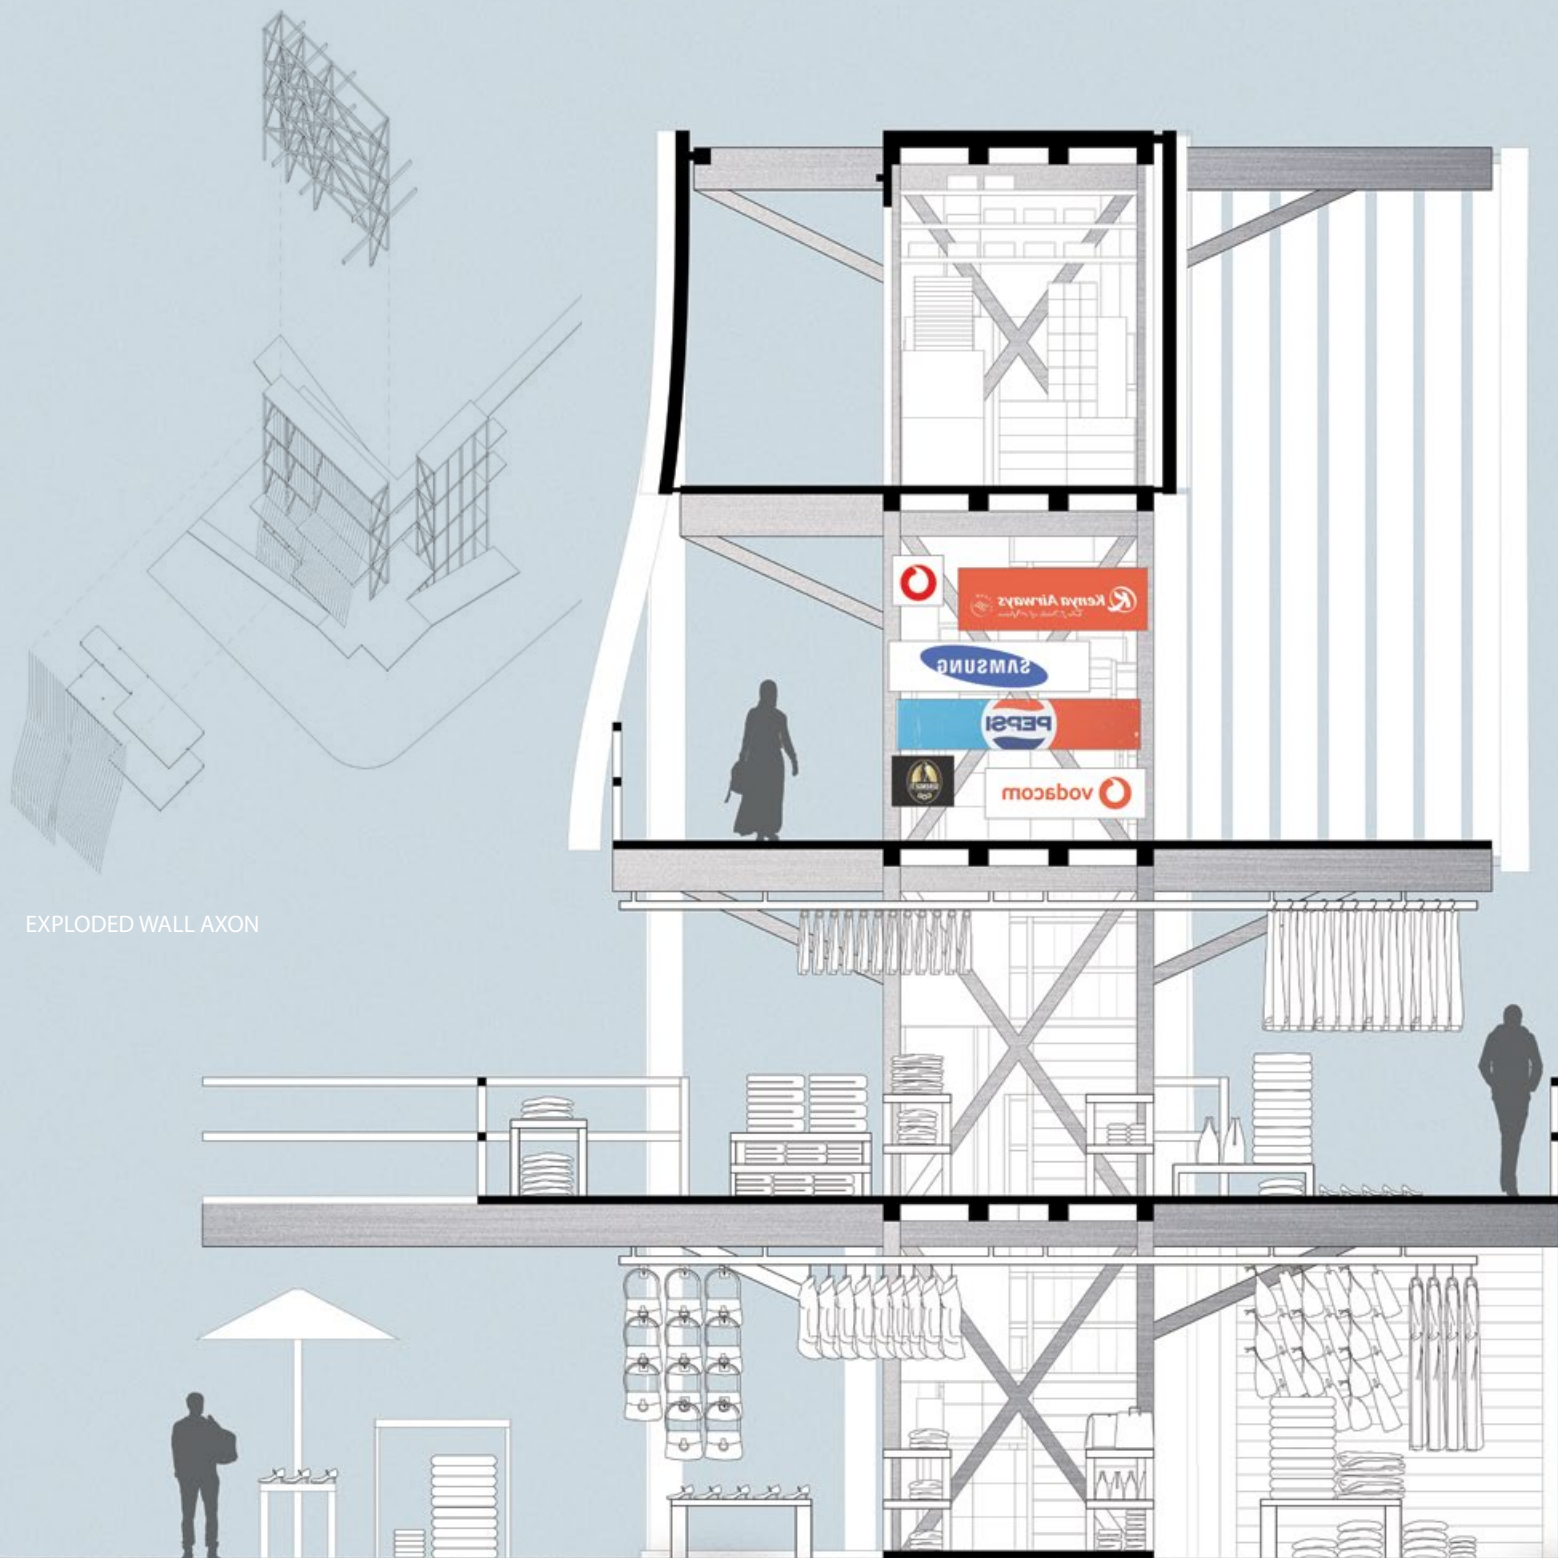 Kenya Airways
SAMSUNG
PEPSI
vodacom
EXPLODED WALL AXON